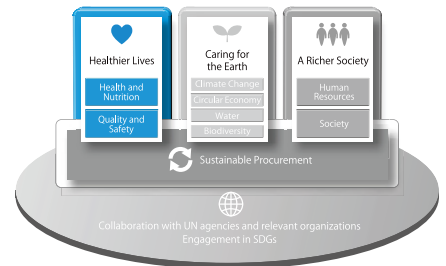 Healthier Lives
Health and
Nutrition
Quality and
Safety
Caring for
the Earth
Climate Change
Circular Economy
Water
Biodiversity
A Richer Society
Human
Resources
Society
Sustainable Procurement
Collaboration with UN agencies and relevant organizations
Engagement in SDGs